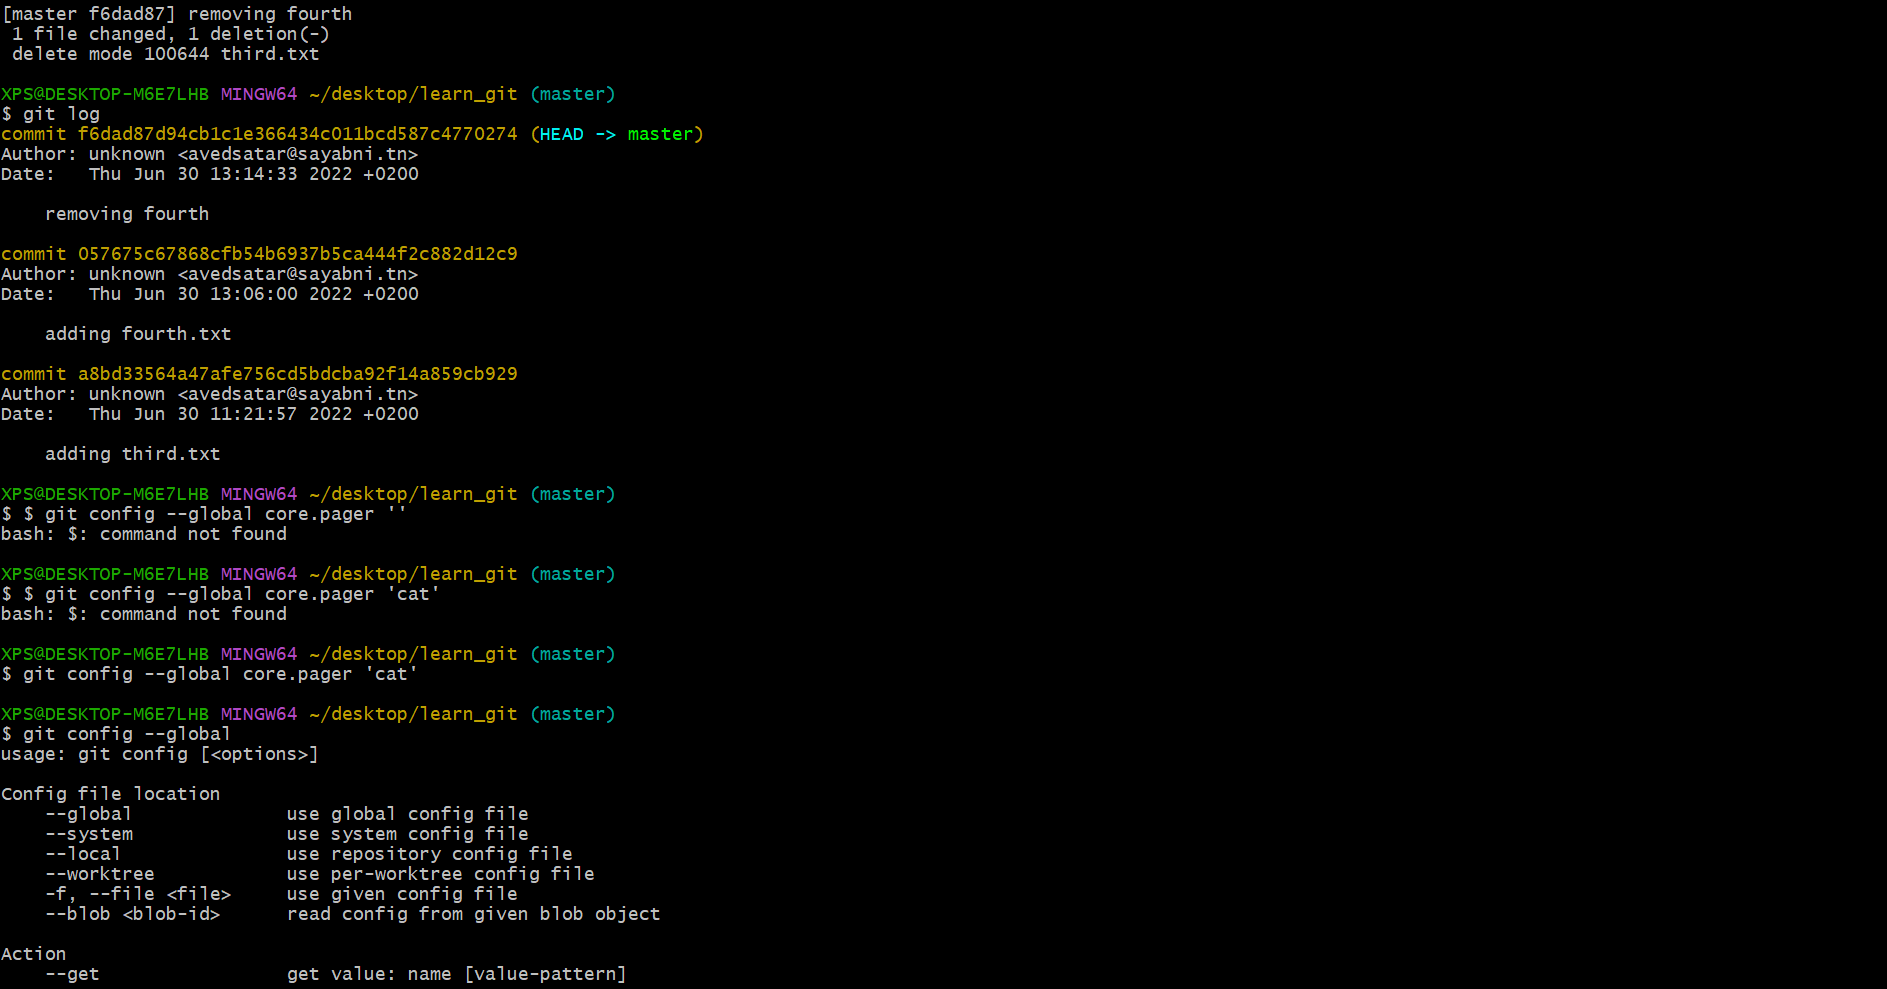 [master f6dad87] removing fourth
 1 file changed, 1 deletion(-)
 delete mode 100644 third.txt

XPS@DESKTOP-M6E7LHB MINGW64 ~/desktop/learn_git (master)
$ git log
commit f6dad87d94cb1c1e366434c011bcd587c4770274 (HEAD -> master)
Author: unknown <avedsatar@sayabni.tn>
Date:   Thu Jun 30 13:14:33 2022 +0200

    removing fourth

commit 057675c67868cfb54b6937b5ca444f2c882d12c9
Author: unknown <avedsatar@sayabni.tn>
Date:   Thu Jun 30 13:06:00 2022 +0200

    adding fourth.txt

commit a8bd33564a47afe756cd5bdcba92f14a859cb929
Author: unknown <avedsatar@sayabni.tn>
Date:   Thu Jun 30 11:21:57 2022 +0200

    adding third.txt

XPS@DESKTOP-M6E7LHB MINGW64 ~/desktop/learn_git (master)
$ $ git config --global core.pager ''
bash: $: command not found

XPS@DESKTOP-M6E7LHB MINGW64 ~/desktop/learn_git (master)
$ $ git config --global core.pager 'cat'
bash: $: command not found

XPS@DESKTOP-M6E7LHB MINGW64 ~/desktop/learn_git (master)
$ git config --global core.pager 'cat'

XPS@DESKTOP-M6E7LHB MINGW64 ~/desktop/learn_git (master)
$ git config --global
usage: git config [<options>]

Config file location
    --global              use global config file
    --system              use system config file
    --local               use repository config file
    --worktree            use per-worktree config file
    -f, --file <file>     use given config file
    --blob <blob-id>      read config from given blob object

Action
    --get                 get value: name [value-pattern]